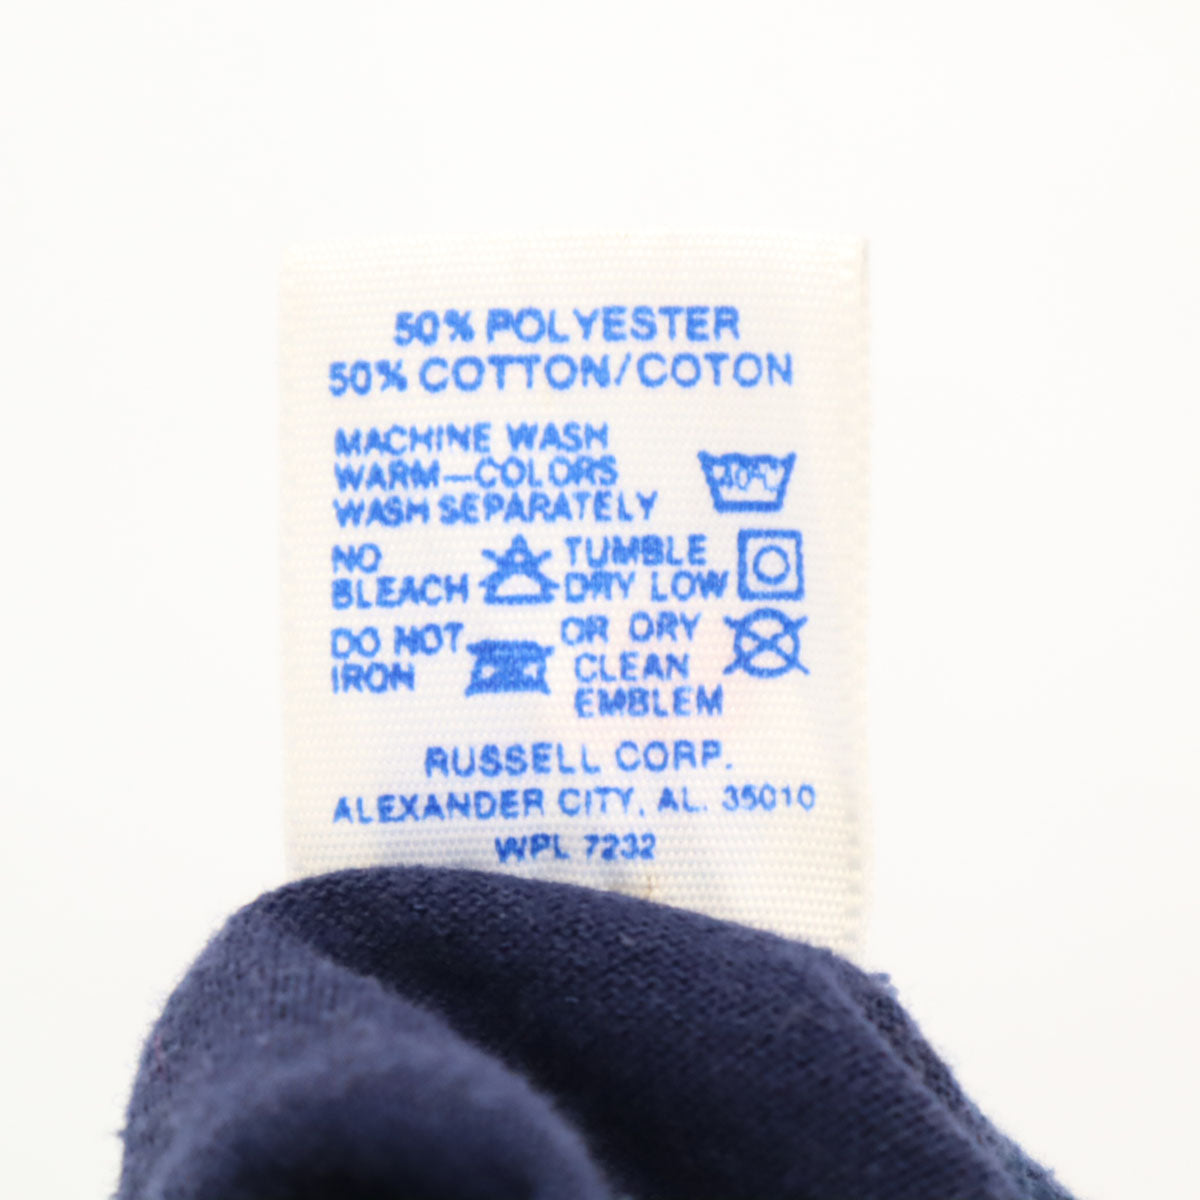 50% POLYESTER
50% COTTON/COTON
MACHINE WASH
WARM—COLORS
WASH SEPARATELY
40°C
NO
BLEACH
TUMBLE
DRY LOW
DO NOT
IRON
OR DRY
CLEAN
EMBLEM
RUSSELL CORP.
ALEXANDER CITY, AL. 35010
WPL 7232